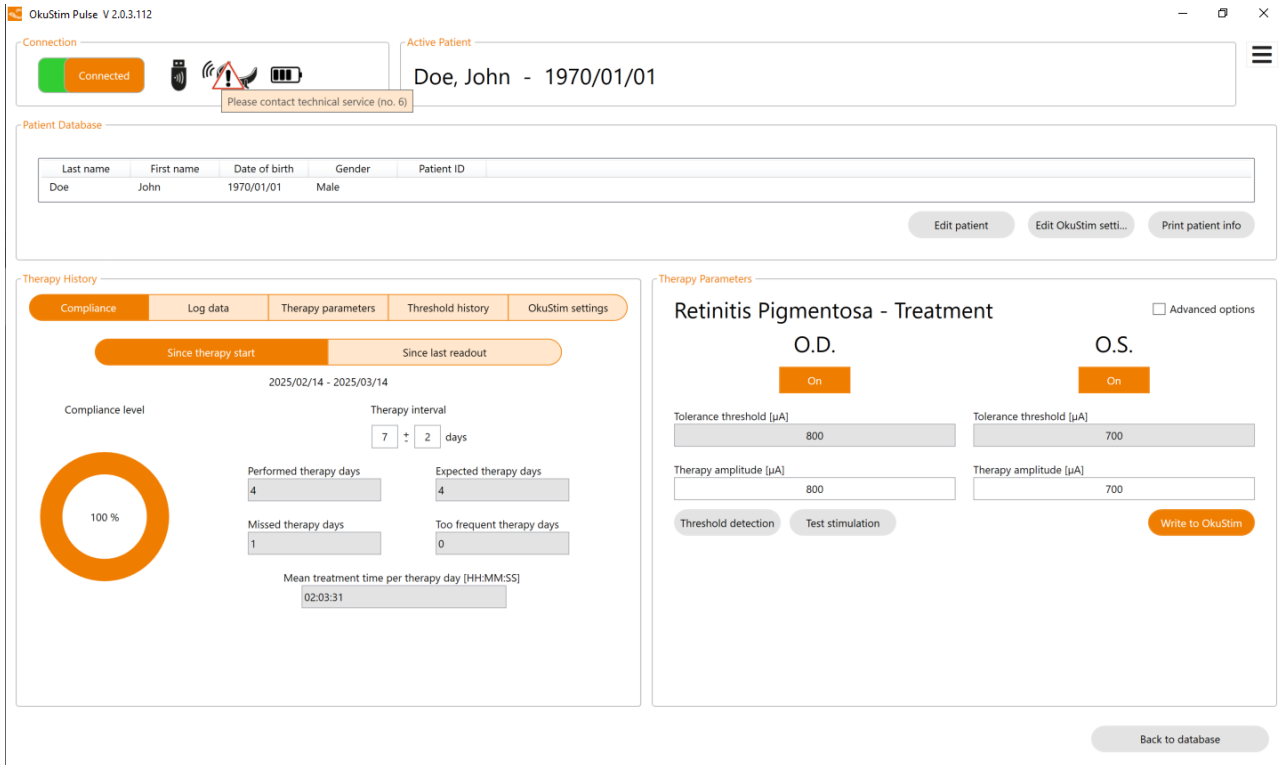 OkuStim Pulse V 2.0.3.112
Connection
Active Patient
Connected
Doe, John - 1970/01/01
Please contact technical service (no. 6)
Patient Database
Last name First name Date of birth Gender Patient ID
Doe John 1970/01/01 Male
Edit patient Edit OkuStim setti... Print patient info
Therapy History
Compliance Log data Therapy parameters Threshold history OkuStim settings
Since therapy start Since last readout
2025/02/14 - 2025/03/14
Compliance level
Therapy interval
7 ± 2 days
Performed therapy days Expected therapy days
4 4
100 %
Missed therapy days Too frequent therapy days
1 0
Mean treatment time per therapy day [HH:MM:SS]
02:03:31
Therapy Parameters
Retinitis Pigmentosa - Treatment
Advanced options
O.D. O.S.
On On
Tolerance threshold [µA] Tolerance threshold [µA]
800 700
Therapy amplitude [µA] Therapy amplitude [µA]
800 700
Threshold detection Test stimulation Write to OkuStim
Back to database